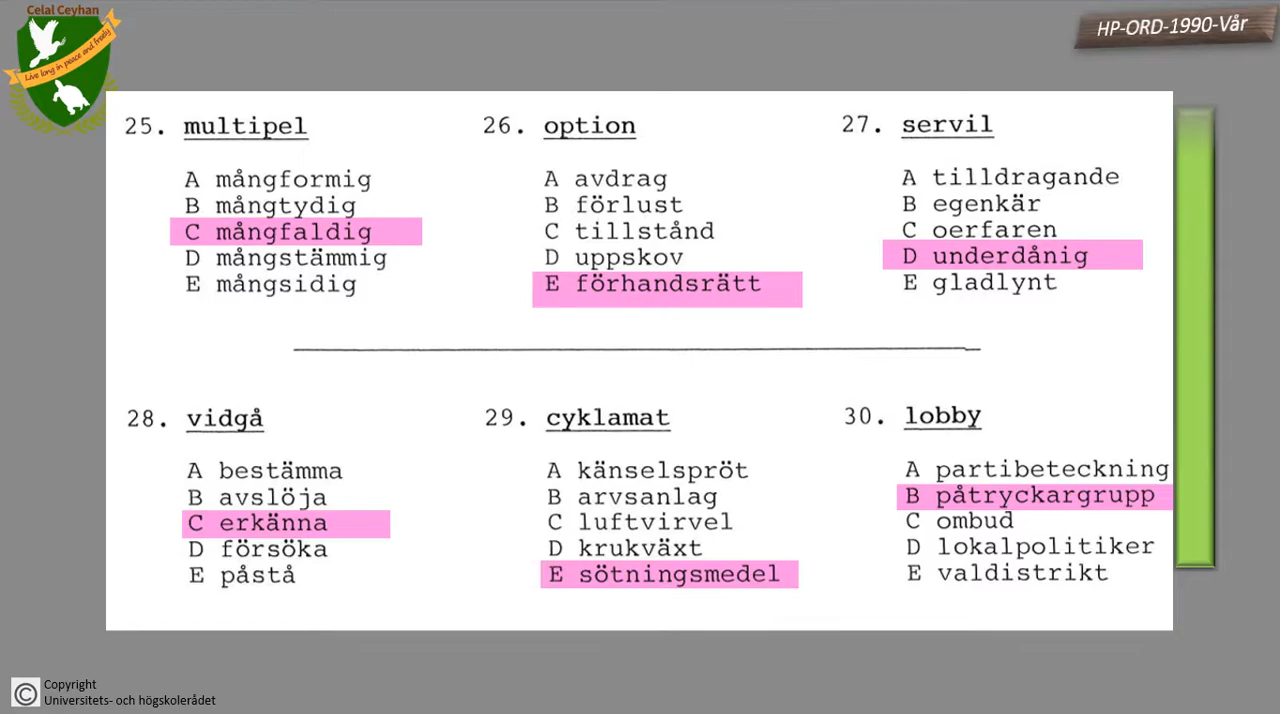 Celal Ceyhan
Live long in peace and frealy
HP-ORD-1990-Vår
25. multipel
A mångformig
B mångtydig
C mångfaldig
D mångstämmig
E mångsidig
26. option
A avdrag
B förlust
C tillstånd
D uppskov
E förhandsrätt
27. servil
A tilldragande
B egenkär
C oerfaren
D underdånig
E gladlynt
28. vidgå
A bestämma
B avslöja
C erkänna
D försöka
E påstå
29. cyklamat
A känselspröt
B arvsanlag
C luftvirvel
D krukväxt
E sötningsmedel
30. lobby
A partibeteckning
B påtryckargrupp
C ombud
D lokalpolitiker
E valdistrikt
© Copyright
Universitets- och högskolerådet